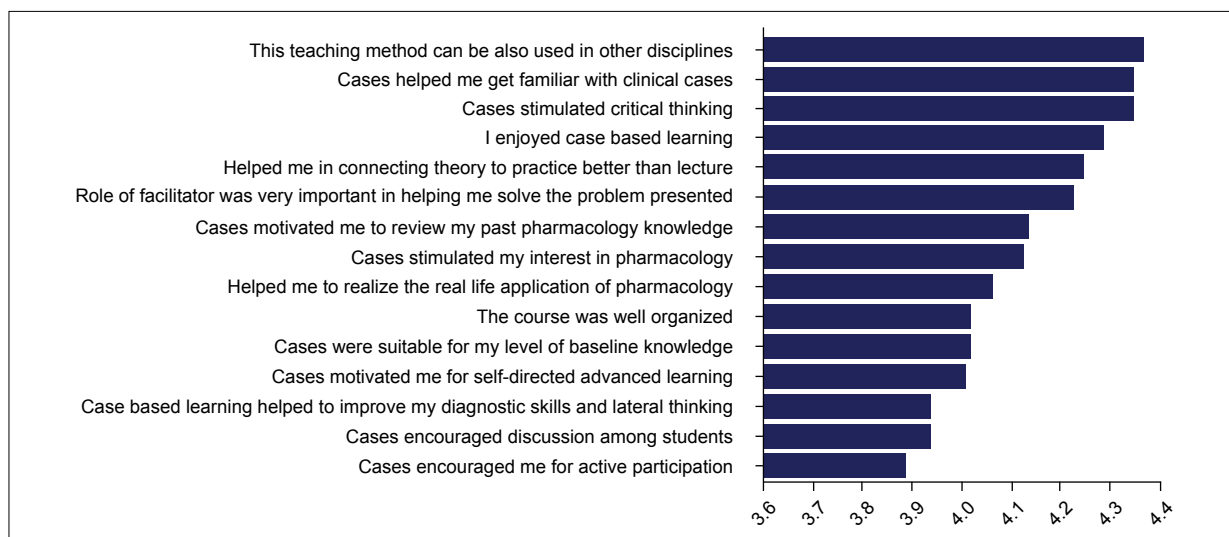 This teaching method can be also used in other disciplines
Cases helped me get familiar with clinical cases
Cases stimulated critical thinking
I enjoyed case based learning
Helped me in connecting theory to practice better than lecture
Role of facilitator was very important in helping me solve the problem presented
Cases motivated me to review my past pharmacology knowledge
Cases stimulated my interest in pharmacology
Helped me to realize the real life application of pharmacology
The course was well organized
Cases were suitable for my level of baseline knowledge
Cases motivated me for self-directed advanced learning
Case based learning helped to improve my diagnostic skills and lateral thinking
Cases encouraged discussion among students
Cases encouraged me for active participation
3.6 3.7 3.8 3.9 4.0 4.1 4.2 4.3 4.4